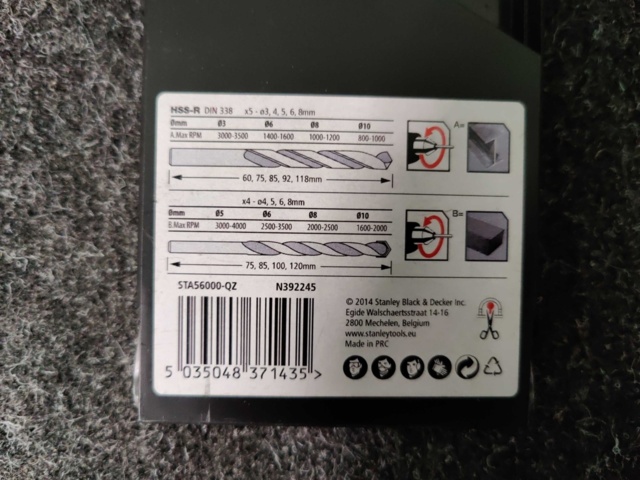 HSS-R DIN 338 x5 - ø3, 4, 5, 6, 8mm
Ømm Ø3 Ø6 Ø8 Ø10
A.Max RPM 3000-3500 1400-1600 1000-1200 800-1000
A=
60, 75, 85, 92, 118mm
x4 - ø4, 5, 6, 8mm
Ømm Ø5 Ø6 Ø8 Ø10
B.Max RPM 3000-4000 2500-3500 2000-2500 1600-2000
B=
75, 85, 100, 120mm
STA56000-QZ N392245
© 2014 Stanley Black & Decker Inc.
Egide Walschaertsstraat 14-16
2800 Mechelen, Belgium
www.stanleytools.eu
Made in PRC
5 035048 371435 >